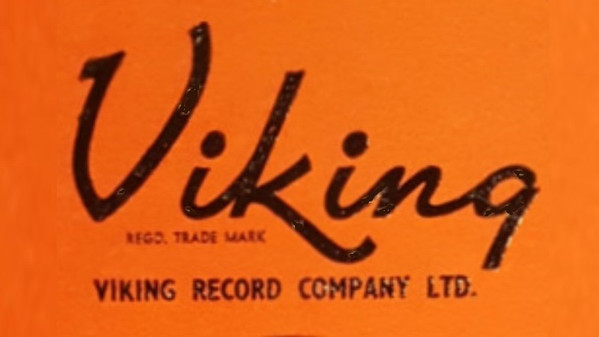 Viking
REGD. TRADE MARK
VIKING RECORD COMPANY LTD.